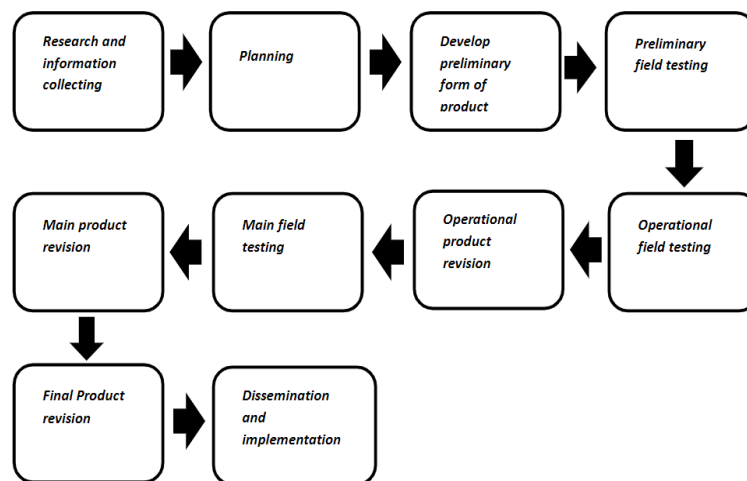 Research and
information
collecting
Planning
Develop
preliminary
form of
product
Preliminary
field testing
Main product
revision
Main field
testing
Operational
product
revision
Operational
field testing
Final Product
revision
Dissemination
and
implementation